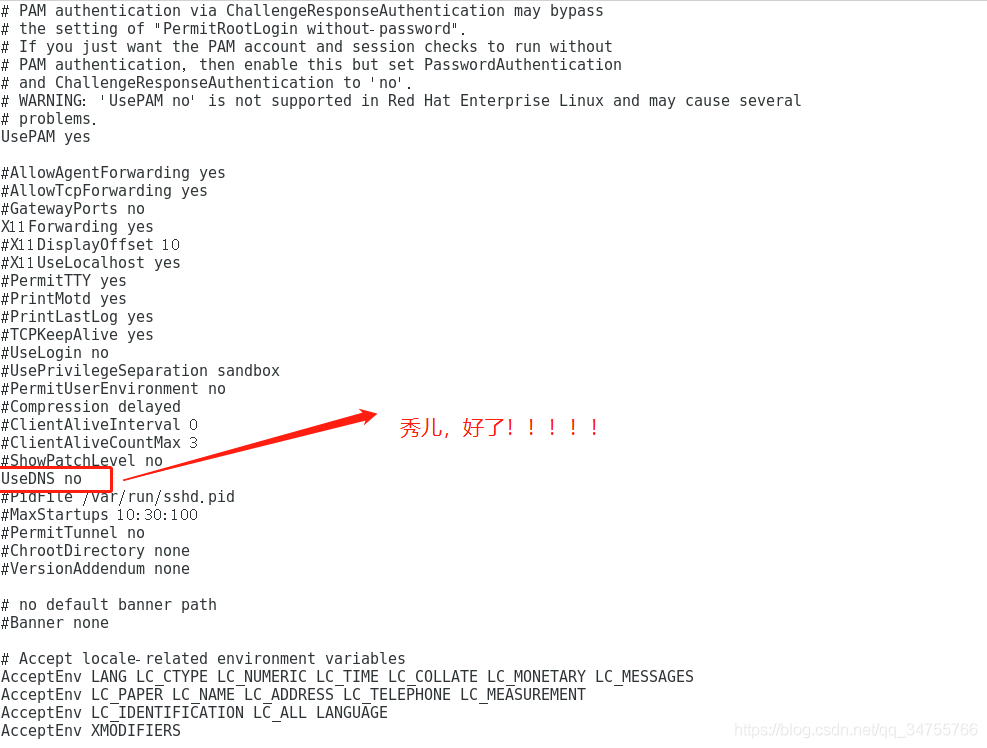 # PAM authentication via ChallengeResponseAuthentication may bypass
# the setting of "PermitRootLogin without-password".
# If you just want the PAM account and session checks to run without
# PAM authentication, then enable this but set PasswordAuthentication
# and ChallengeResponseAuthentication to 'no'.
# WARNING: 'UsePAM no' is not supported in Red Hat Enterprise Linux and may cause several
# problems.
UsePAM yes
#AllowAgentForwarding yes
#AllowTcpForwarding yes
#GatewayPorts no
X11Forwarding yes
#X11DisplayOffset 10
#X11UseLocalhost yes
#PermitTTY yes
#PrintMotd yes
#PrintLastLog yes
#TCPKeepAlive yes
#UseLogin no
#UsePrivilegeSeparation sandbox
#PermitUserEnvironment no
#Compression delayed
#ClientAliveInterval 0
秀儿，好了！！！！！
#ClientAliveCountMax 3
#ShowPatchLevel no
UseDNS no
#PidFile /var/run/sshd.pid
#MaxStartups 10:30:100
#PermitTunnel no
#ChrootDirectory none
#VersionAddendum none
# no default banner path
#Banner none
# Accept locale-related environment variables
AcceptEnv LANG LC_CTYPE LC_NUMERIC LC_TIME LC_COLLATE LC_MONETARY LC_MESSAGES
AcceptEnv LC_PAPER LC_NAME LC_ADDRESS LC_TELEPHONE LC_MEASUREMENT
AcceptEnv LC_IDENTIFICATION LC_ALL LANGUAGE
AcceptEnv XMODIFIERS
https://blog.csdn.net/qq_34755766